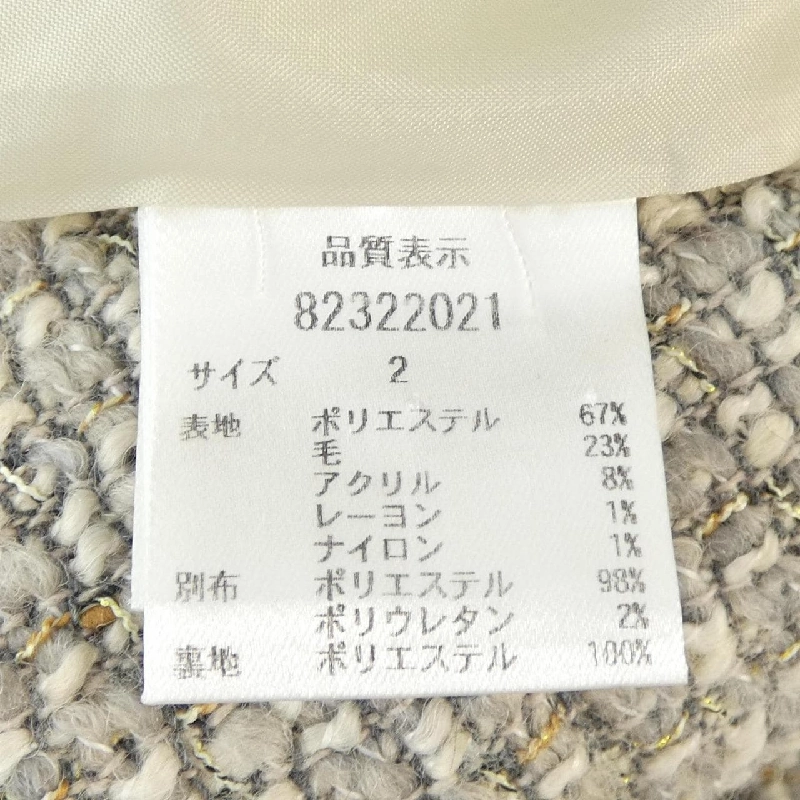 品質表示
82322021
サイズ 2
表地 ポリエステル 67%
毛 23%
アクリル 8%
レーヨン 1%
ナイロン 1%
別布 ポリエステル 98%
ポリウレタン 2%
裏地 ポリエステル 100%